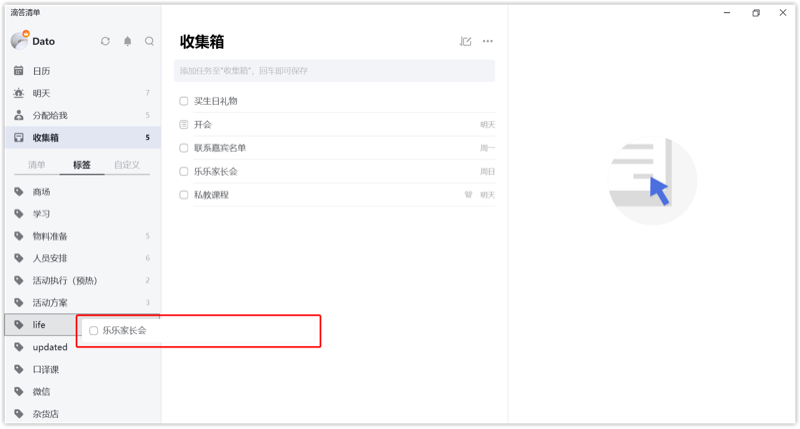 滴答清单
Dato
日历
明天 7
分配给我 5
收集箱 5
清单 标签 自定义
商场
学习
物料准备 5
人员安排 6
活动执行（预热） 2
活动方案 3
life
updated
口译课
微信
杂货店
收集箱
添加任务至"收集箱"，回车即可保存
买生日礼物
开会 明天
联系嘉宾名单 周一
乐乐家长会 周日
私教课程 明天
乐乐家长会